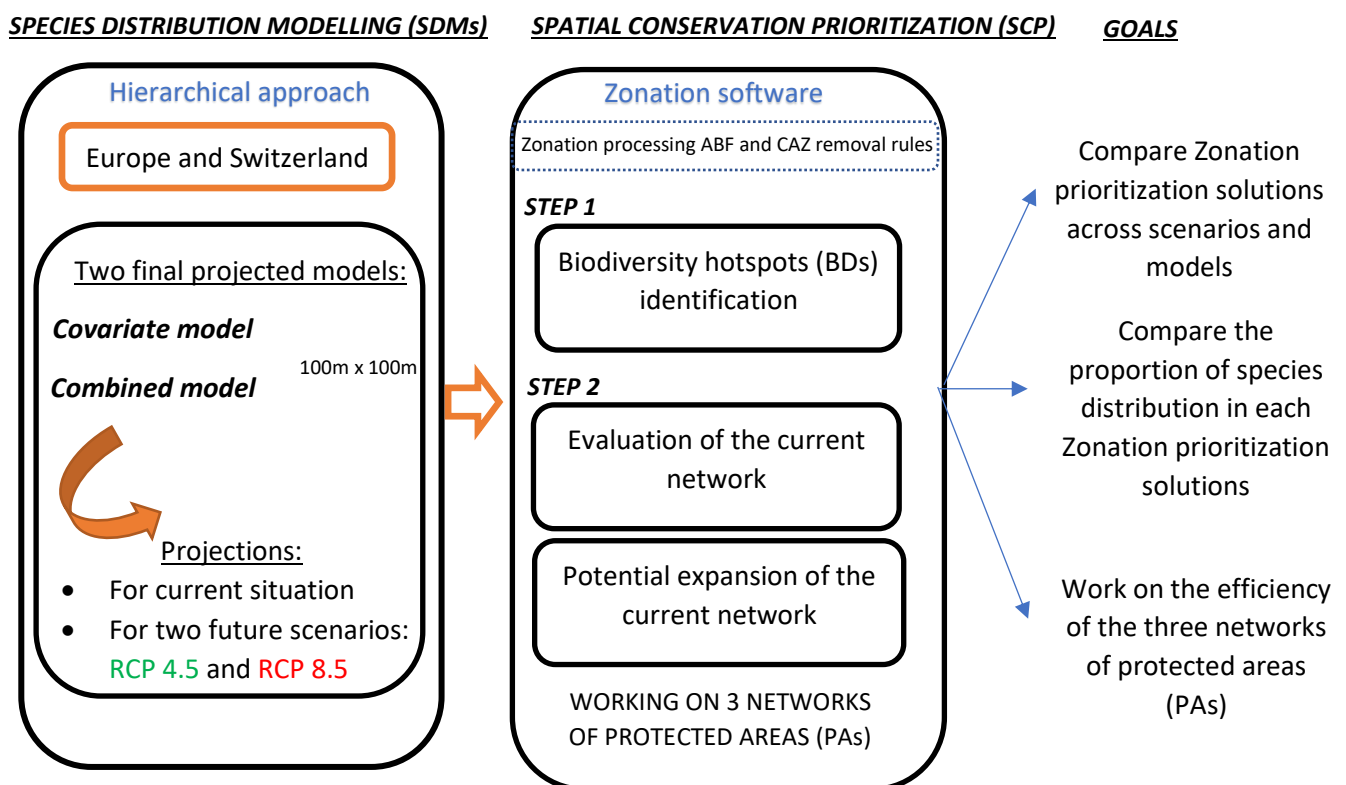 SPECIES DISTRIBUTION MODELLING (SDMs)
Hierarchical approach
Europe and Switzerland
Two final projected models:
Covariate model
100m x 100m
Combined model
Projections:
• For current situation
• For two future scenarios:
RCP 4.5 and RCP 8.5
SPATIAL CONSERVATION PRIORITIZATION (SCP)
Zonation software
Zonation processing ABF and CAZ removal rules
STEP 1
Biodiversity hotspots (BDs)
identification
STEP 2
Evaluation of the current
network
Potential expansion of the
current network
WORKING ON 3 NETWORKS
OF PROTECTED AREAS (PAs)
GOALS
Compare Zonation
prioritization solutions
across scenarios and
models
Compare the
proportion of species
distribution in each
Zonation prioritization
solutions
Work on the efficiency
of the three networks
of protected areas
(PAs)